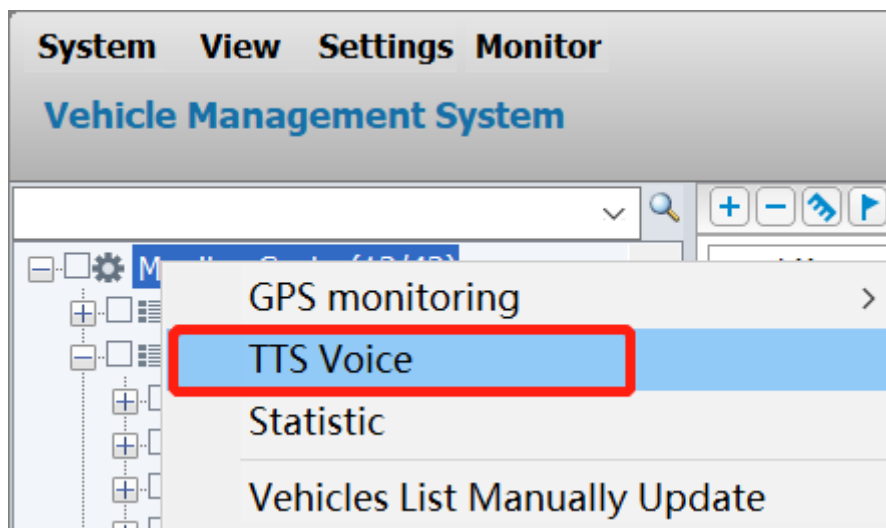 System View Settings Monitor
Vehicle Management System
GPS monitoring
TTS Voice
Statistic
Vehicles List Manually Update